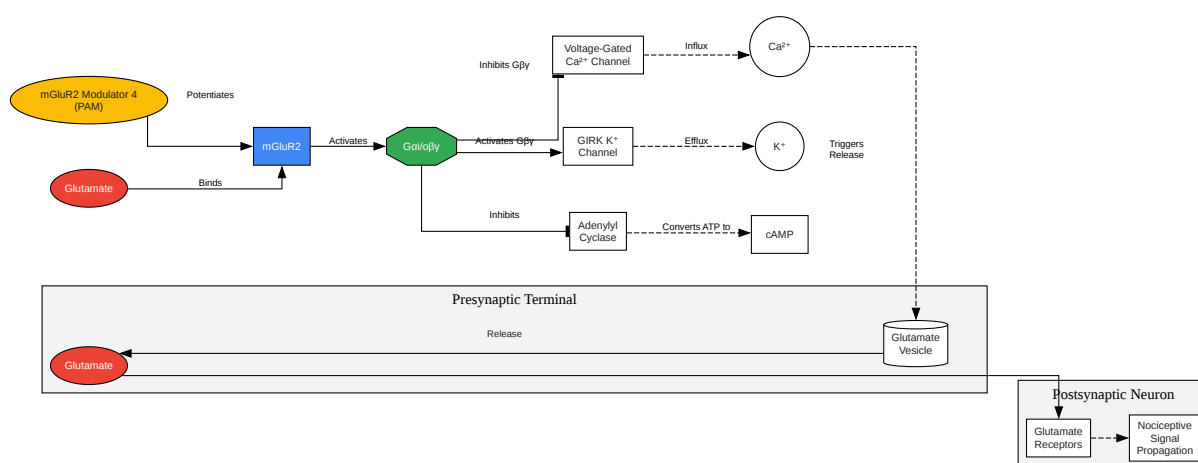 mGluR2 Modulator 4
(PAM)
Potentiates
Glutamate
Binds
mGluR2
Activates
Gαi/oβγ
Inhibits Gβγ
Voltage-Gated
Ca²⁺ Channel
Influx
Ca²⁺
Activates Gβγ
GIRK K⁺
Channel
Efflux
K⁺
Triggers
Release
Inhibits
Adenylyl
Cyclase
Converts ATP to
cAMP
Presynaptic Terminal
Release
Glutamate
Glutamate
Vesicle
Postsynaptic Neuron
Glutamate
Receptors
Nociceptive
Signal
Propagation